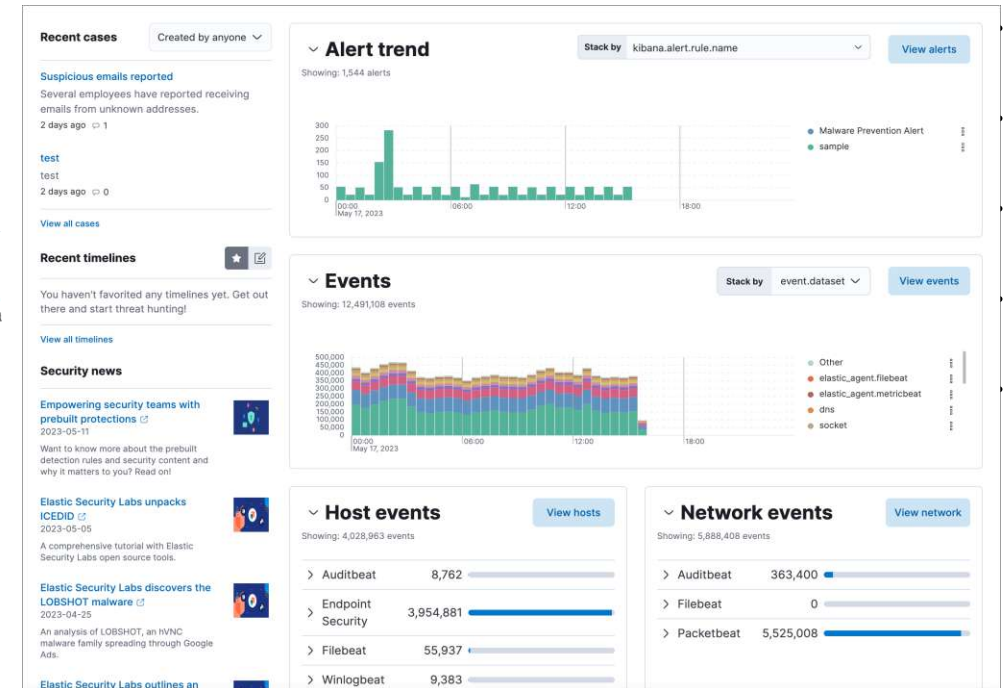 Recent cases
Created by anyone
Suspicious emails reported
Several employees have reported receiving
emails from unknown addresses.
2 days ago 1
test
test
2 days ago 0
View all cases
Recent timelines
You haven't favorited any timelines yet. Get out
there and start threat hunting!
View all timelines
Security news
Empowering security teams with
prebuilt protections
2023-05-11
Want to know more about the prebuilt
detection rules and security content and
why it matters to you? Read on!
Elastic Security Labs unpacks
ICEDID
2023-05-05
A comprehensive tutorial with Elastic
Security Labs open source tools.
Elastic Security Labs discovers the
LOBSHOT malware
2023-04-25
An analysis of LOBSHOT, an hVNC
malware family spreading through Google
Ads.
Elastic Security Labs outlines an
Alert trend
Stack by kibana.alert.rule.name
View alerts
Showing: 1,544 alerts
300
250
200
150
100
50
0
00:00 06:00 12:00 18:00
May 17, 2023
Malware Prevention Alert
sample
Events
Stack by event.dataset
View events
Showing: 12,491,108 events
500,000
450,000
400,000
350,000
300,000
250,000
200,000
150,000
100,000
50,000
0
00:00 06:00 12:00 18:00
May 17, 2023
Other
elastic_agent.filebeat
elastic_agent.metricbeat
dns
socket
Host events
View hosts
Showing: 4,028,963 events
Auditbeat 8,762
Endpoint
Security 3,954,881
Filebeat 55,937
Winlogbeat 9,383
Network events
View network
Showing: 5,888,408 events
Auditbeat 363,400
Filebeat 0
Packetbeat 5,525,008